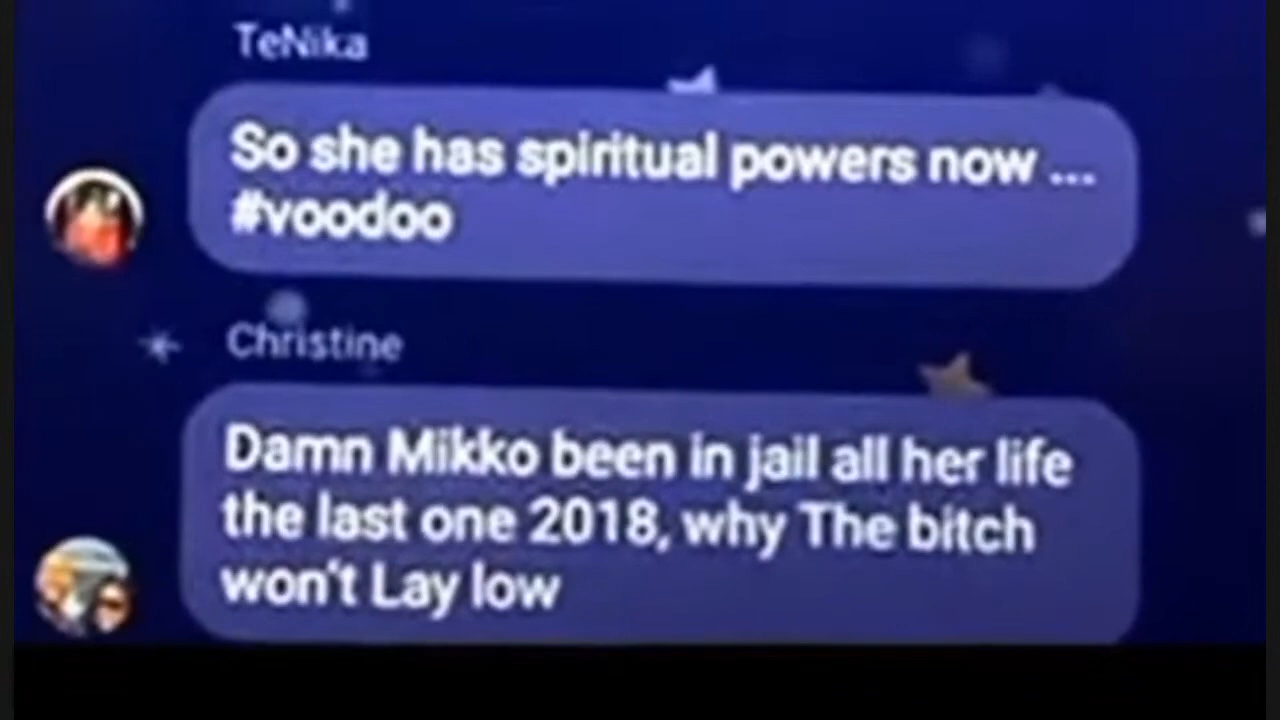 TeNika
So she has spiritual powers now ...
#voodoo
Christine
Damn Mikko been in jail all her life
the last one 2018, why The bitch
won't Lay low